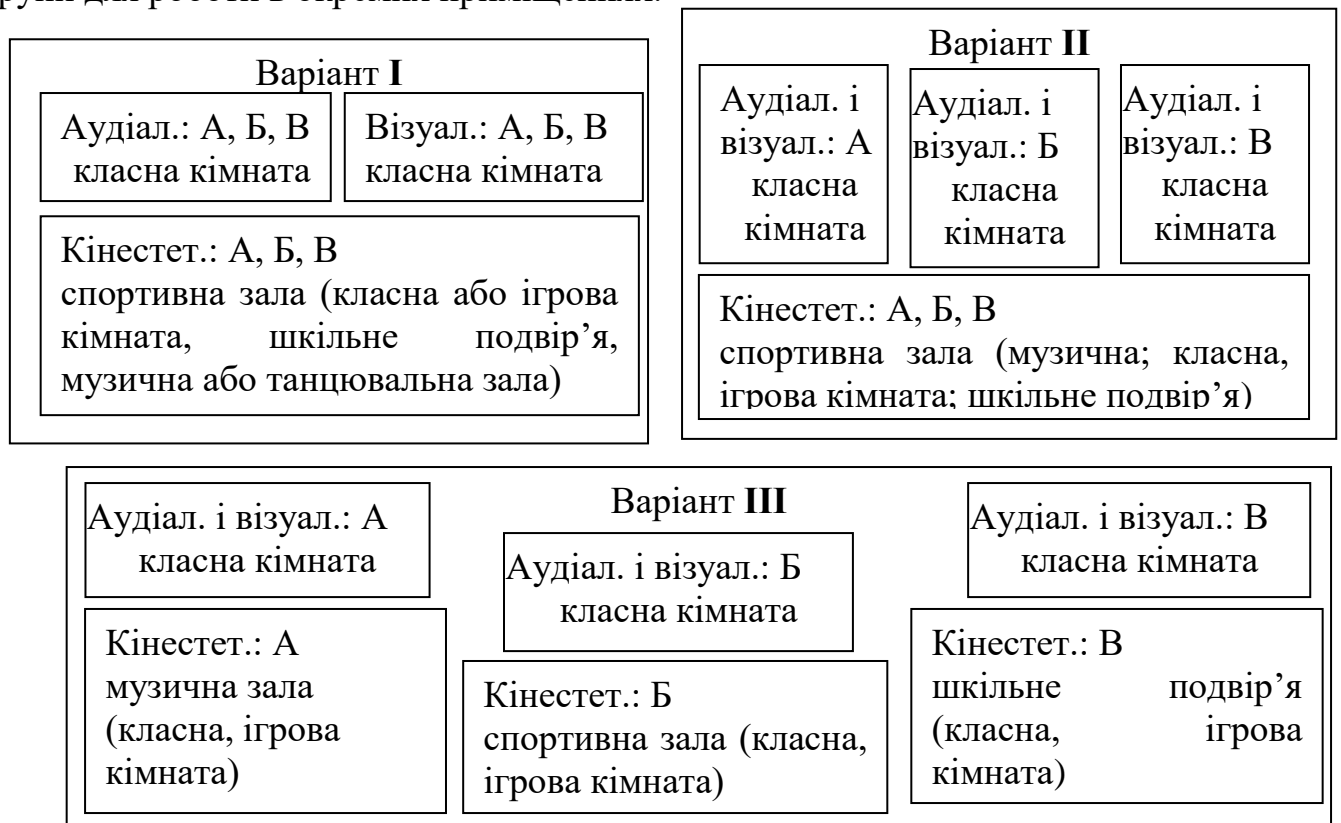 групи для роботи в окремих приміщеннях.
Варіант I
Аудіал.: А, Б, В
класна кімната
Візуал.: А, Б, В
класна кімната
Кінестет.: А, Б, В
спортивна зала (класна або ігрова
кімната, шкільне подвір’я,
музична або танцювальна зала)
Варіант II
Аудіал. і
візуал.: А
класна
кімната
Аудіал. і
візуал.: Б
класна
кімната
Аудіал. і
візуал.: В
класна
кімната
Кінестет.: А, Б, В
спортивна зала (музична; класна,
ігрова кімната; шкільне подвір’я)
Варіант III
Аудіал. і візуал.: А
класна кімната
Аудіал. і візуал.: Б
класна кімната
Аудіал. і візуал.: В
класна кімната
Кінестет.: А
музична зала
(класна, ігрова
кімната)
Кінестет.: Б
спортивна зала (класна,
ігрова кімната)
Кінестет.: В
шкільне подвір’я
(класна, ігрова
кімната)